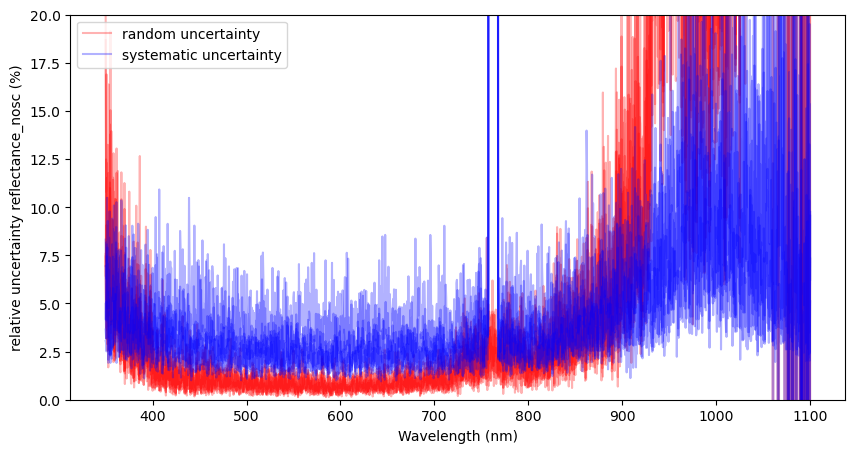 random uncertainty
systematic uncertainty
relative uncertainty reflectance_nosc (%)
20.0
17.5
15.0
12.5
10.0
7.5
5.0
2.5
0.0
400 500 600 700 800 900 1000 1100
Wavelength (nm)